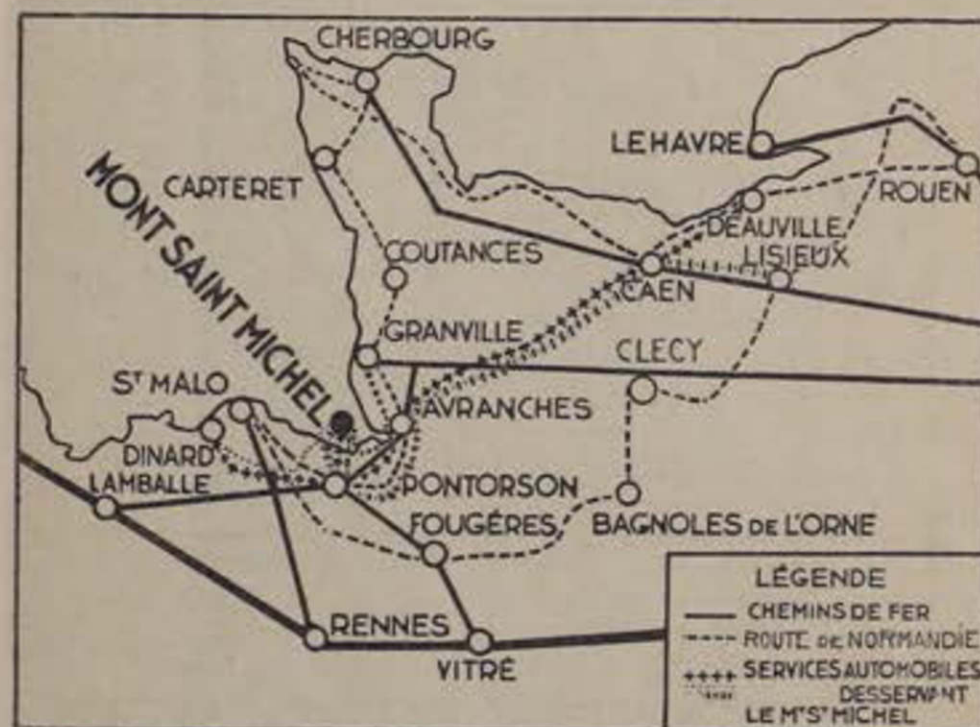 CHERBOURG
LE HAVRE
CARTERET
ROUEN
MONT SAINT MICHEL
DEAUVILLE
COUTANCES
LISIEUX
CAEN
GRANVILLE
CLECY
ST MALO
AVRANCHES
DINARD
LAMBALLE
PONTORSON
FOUGÉRES
BAGNOLES DE L'ORNE
RENNES
VITRÉ
LÉGENDE
CHEMINS DE FER
ROUTE DE NORMANDIE
SERVICES AUTOMOBILES
DESSERVANT
LE MT ST MICHEL